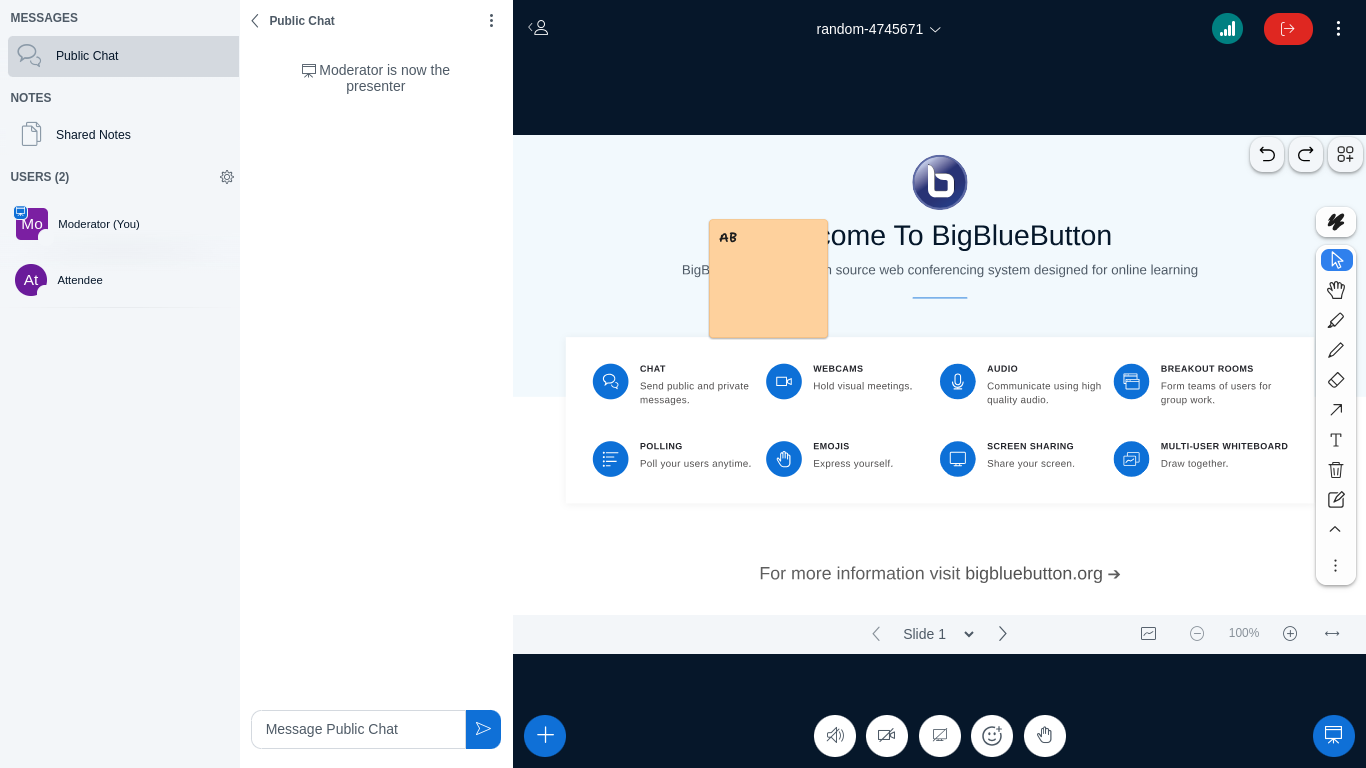 MESSAGES
Public Chat
NOTES
Shared Notes
USERS (2)
Mo
Moderator (You)
At
Attendee
Public Chat
Moderator is now the
presenter
Message Public Chat
random-4745671
AB
come To BigBlueButton
BigB source web conferencing system designed for online learning
CHAT
Send public and private
messages.
WEBCAMS
Hold visual meetings.
AUDIO
Communicate using high
quality audio.
BREAKOUT ROOMS
Form teams of users for
group work.
POLLING
Poll your users anytime.
EMOJIS
Express yourself.
SCREEN SHARING
Share your screen.
MULTI-USER WHITEBOARD
Draw together.
For more information visit bigbluebutton.org ➔
Slide 1
100%